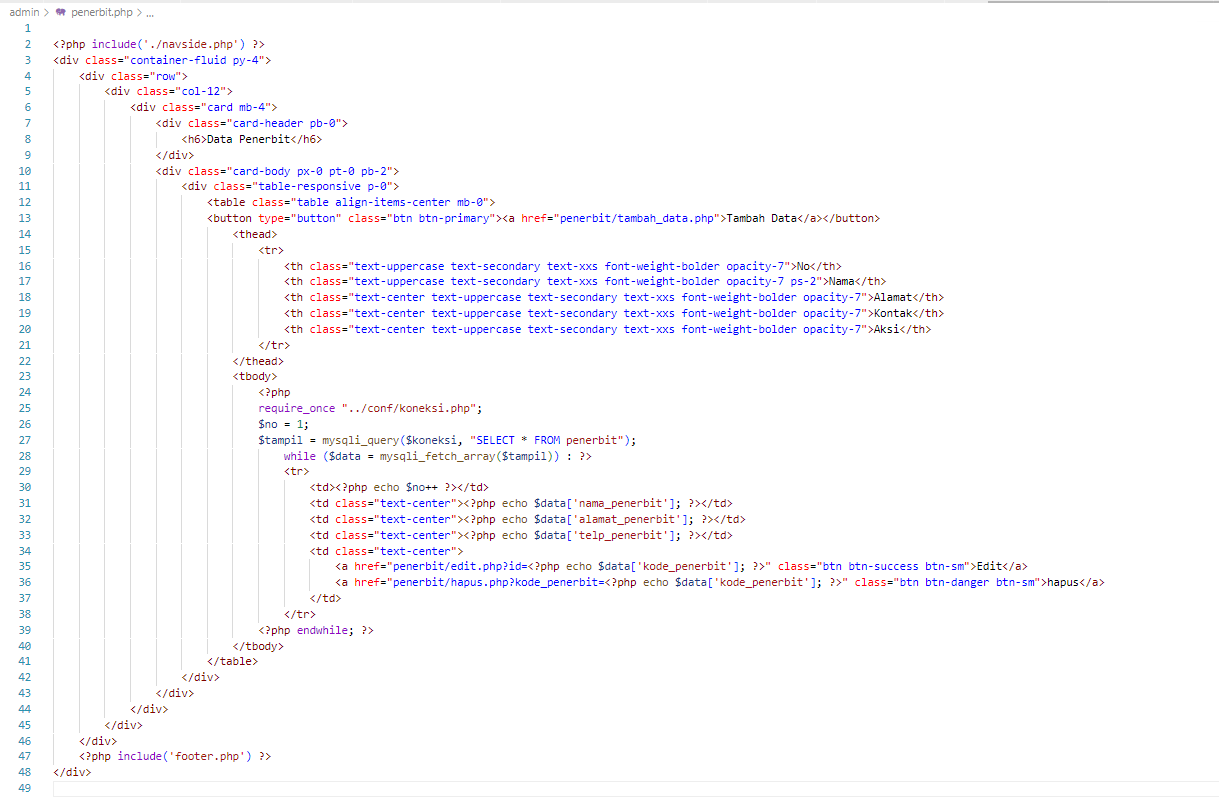 admin > penerbit.php > ...
1
2 <?php include('./navside.php') ?>
3 <div class="container-fluid py-4">
4     <div class="row">
5         <div class="col-12">
6             <div class="card mb-4">
7                 <div class="card-header pb-0">
8                     <h6>Data Penerbit</h6>
9                 </div>
10                 <div class="card-body px-0 pt-0 pb-2">
11                     <div class="table-responsive p-0">
12                         <table class="table align-items-center mb-0">
13                         <button type="button" class="btn btn-primary"><a href="penerbit/tambah_data.php">Tambah Data</a></button>
14                             <thead>
15                                 <tr>
16                                     <th class="text-uppercase text-secondary text-xxs font-weight-bolder opacity-7">No</th>
17                                     <th class="text-uppercase text-secondary text-xxs font-weight-bolder opacity-7 ps-2">Nama</th>
18                                     <th class="text-center text-uppercase text-secondary text-xxs font-weight-bolder opacity-7">Alamat</th>
19                                     <th class="text-center text-uppercase text-secondary text-xxs font-weight-bolder opacity-7">Kontak</th>
20                                     <th class="text-center text-uppercase text-secondary text-xxs font-weight-bolder opacity-7">Aksi</th>
21                                 </tr>
22                             </thead>
23                             <tbody>
24                                 <?php
25                                 require_once "../conf/koneksi.php";
26                                 $no = 1;
27                                 $tampil = mysqli_query($koneksi, "SELECT * FROM penerbit");
28                                     while ($data = mysqli_fetch_array($tampil)) : ?>
29                                     <tr>
30                                         <td><?php echo $no++ ?></td>
31                                         <td class="text-center"><?php echo $data['nama_penerbit']; ?></td>
32                                         <td class="text-center"><?php echo $data['alamat_penerbit']; ?></td>
33                                         <td class="text-center"><?php echo $data['telp_penerbit']; ?></td>
34                                         <td class="text-center">
35                                             <a href="penerbit/edit.php?id=<?php echo $data['kode_penerbit']; ?>" class="btn btn-success btn-sm">Edit</a>
36                                             <a href="penerbit/hapus.php?kode_penerbit=<?php echo $data['kode_penerbit']; ?>" class="btn btn-danger btn-sm">hapus</a>
37                                         </td>
38                                     </tr>
39                                 <?php endwhile; ?>
40                             </tbody>
41                         </table>
42                     </div>
43                 </div>
44             </div>
45         </div>
46     </div>
47     <?php include('footer.php') ?>
48 </div>
49